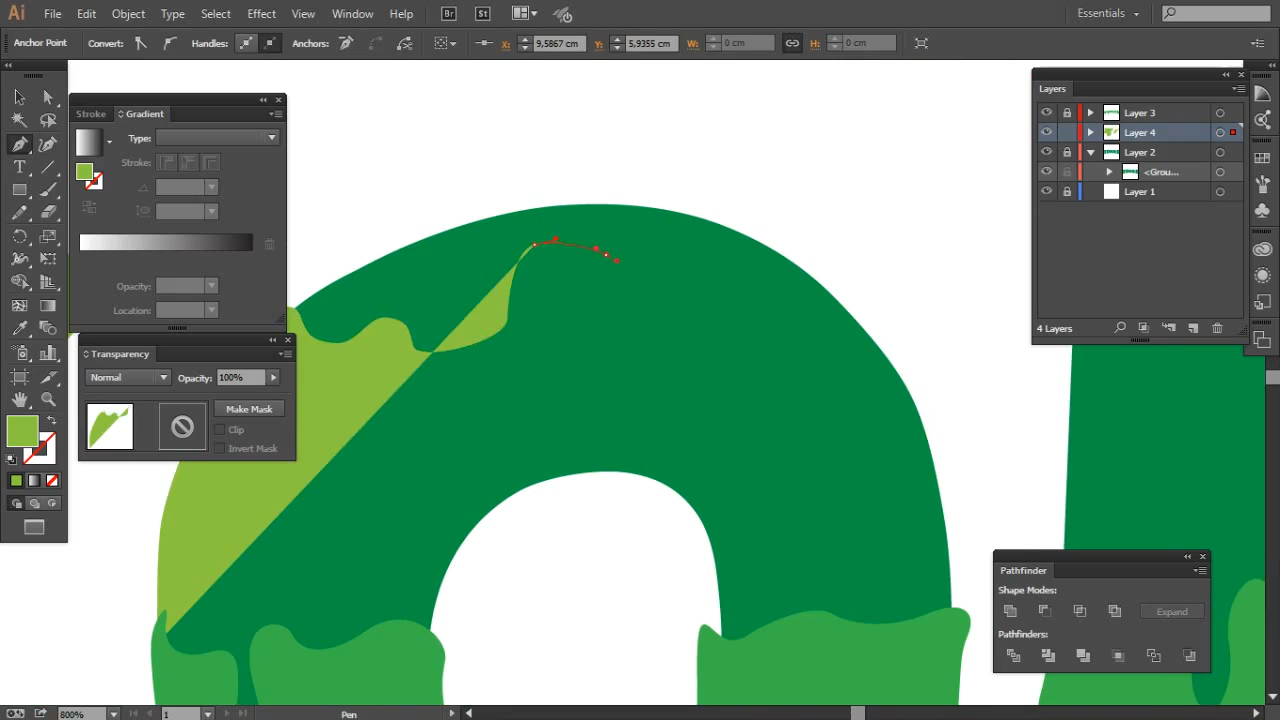 Ai File Edit Object Type Select Effect View Window Help Br St Essentials
Anchor Point Convert: Handles: Anchors: X: 9,5867 cm Y: 5,9355 cm W: 0 cm H: 0 cm
Stroke Gradient
Type:
Stroke:
Opacity:
Location:
Transparency
Normal Opacity: 100%
Make Mask
Clip
Invert Mask
Layers
Layer 3
Layer 4
Layer 2
<Grou...
Layer 1
4 Layers
Pathfinder
Shape Modes:
Expand
Pathfinders:
800% 1 Pen